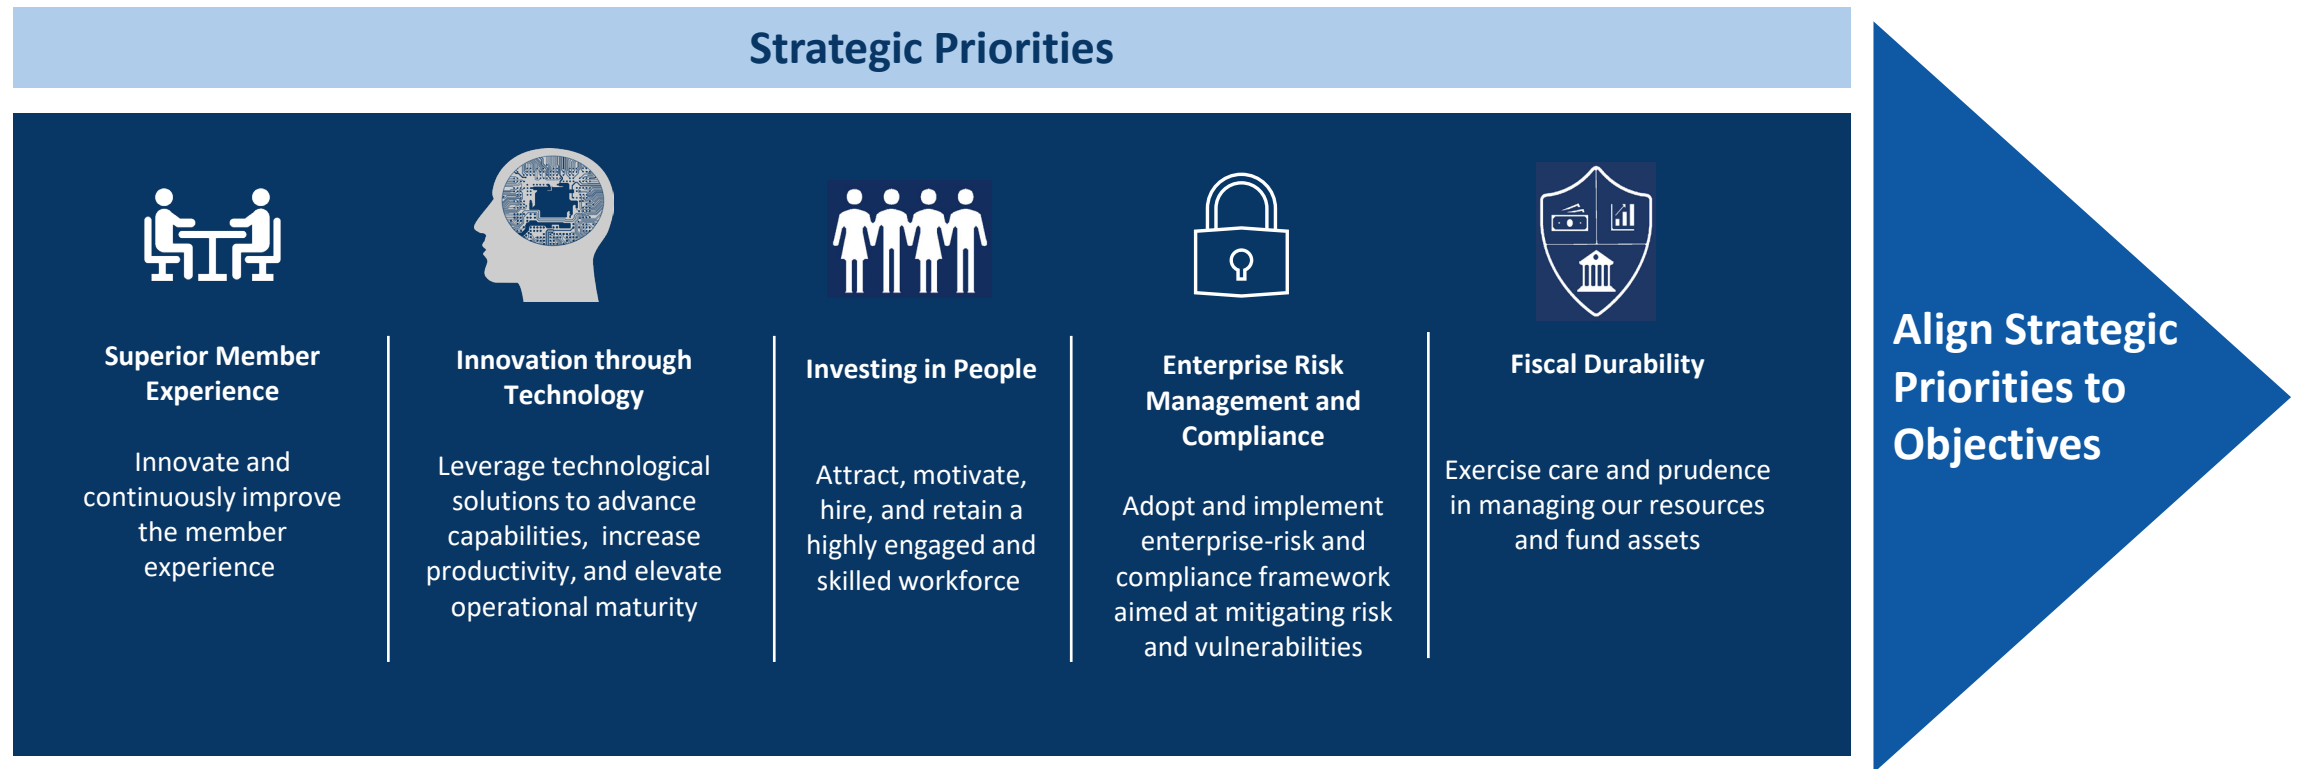 Strategic Priorities
Superior Member
Experience
Innovate and
continuously improve
the member
experience
Innovation through
Technology
Leverage technological
solutions to advance
capabilities,  increase
productivity, and elevate
operational maturity
Investing in People
Attract, motivate,
hire, and retain a
highly engaged and
skilled workforce
Enterprise Risk
Management and
Compliance
Adopt and implement
enterprise-risk and
compliance framework
aimed at mitigating risk
and vulnerabilities
Fiscal Durability
Exercise care and prudence
in managing our resources
and fund assets
Align Strategic
Priorities to
Objectives